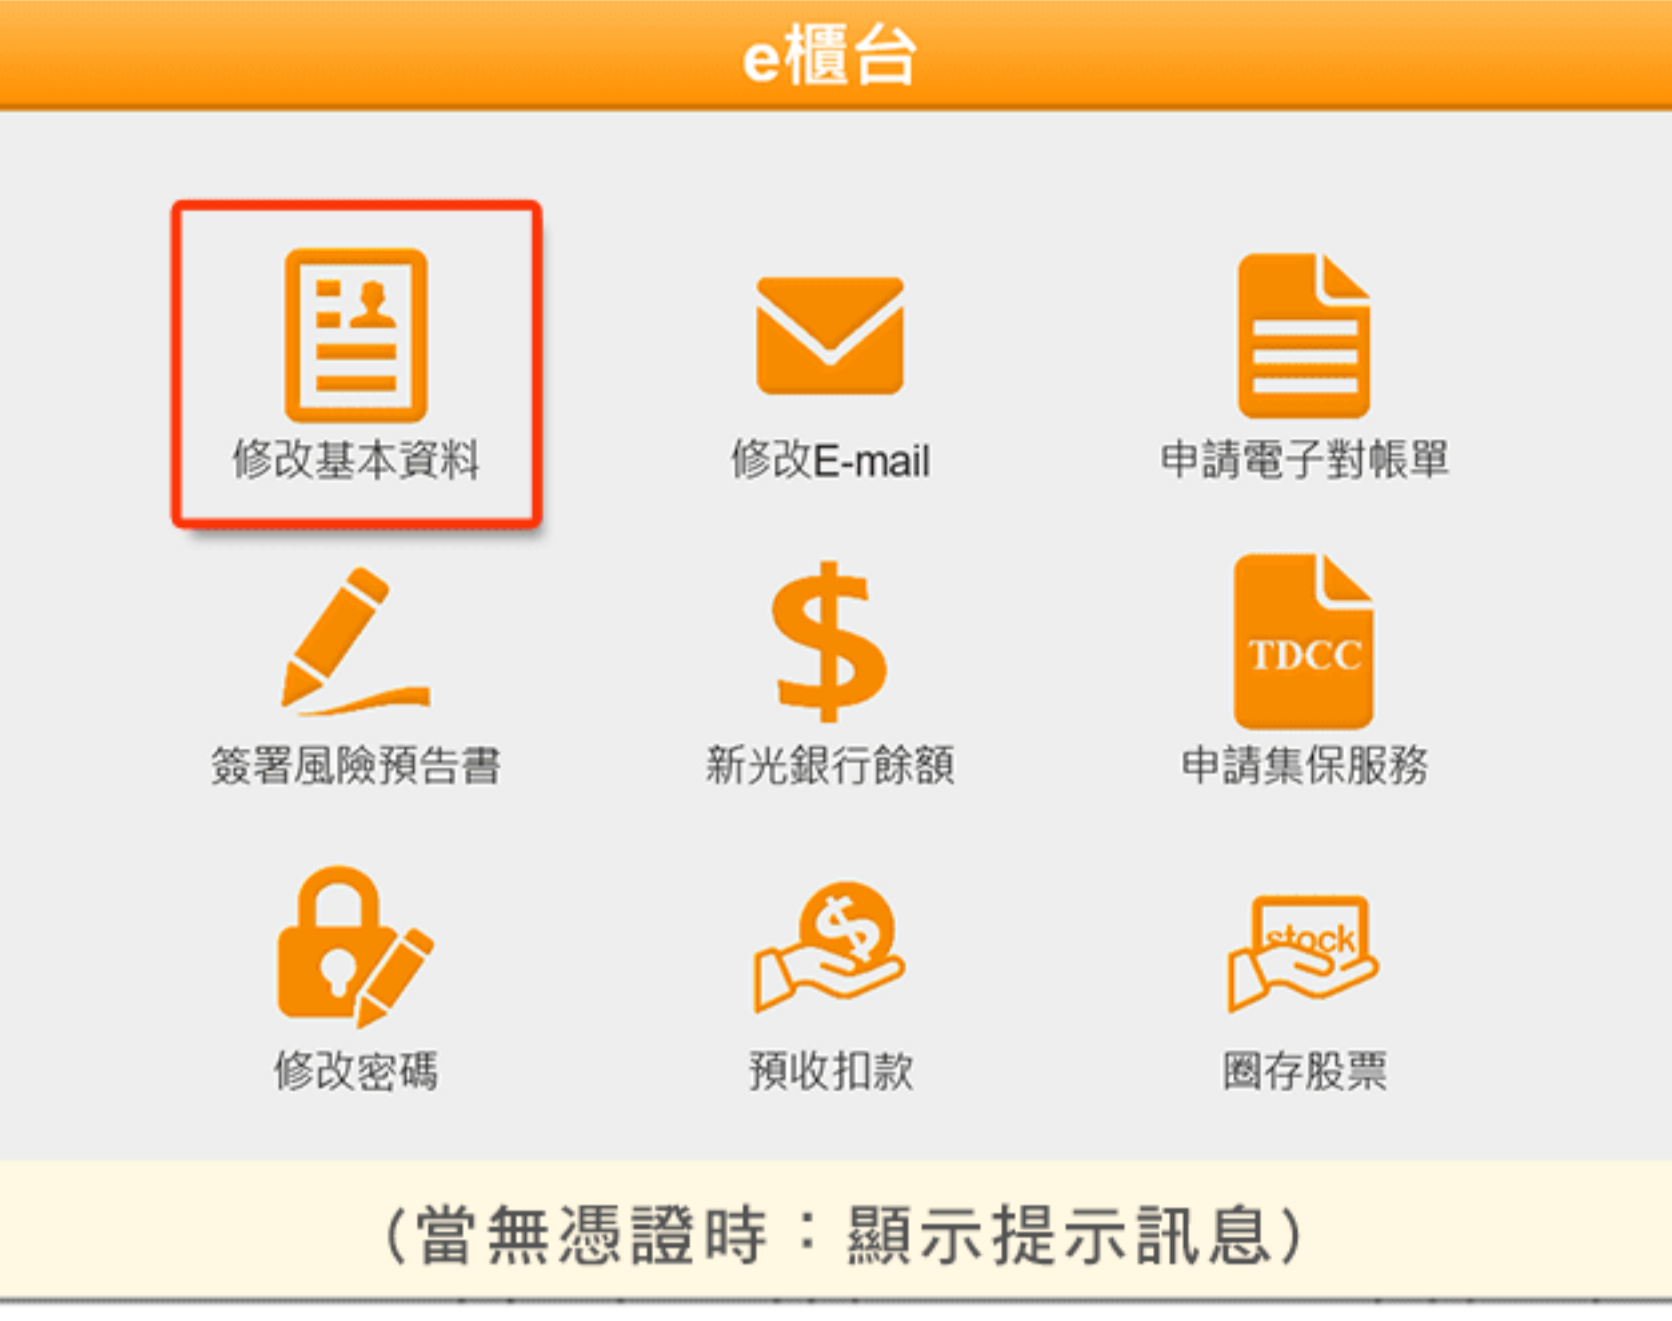 e櫃台
修改基本資料
修改E-mail
申請電子對帳單
TDCC
簽署風險預告書
新光銀行餘額
申請集保服務
stock
修改密碼
預收扣款
圈存股票
(當無憑證時：顯示提示訊息)